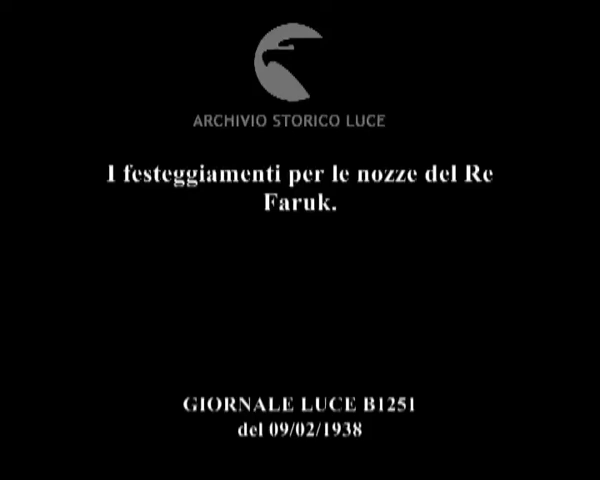 ARCHIVIO STORICO LUCE
I festeggiamenti per le nozze del Re
Faruk.
GIORNALE LUCE B1251
del 09/02/1938